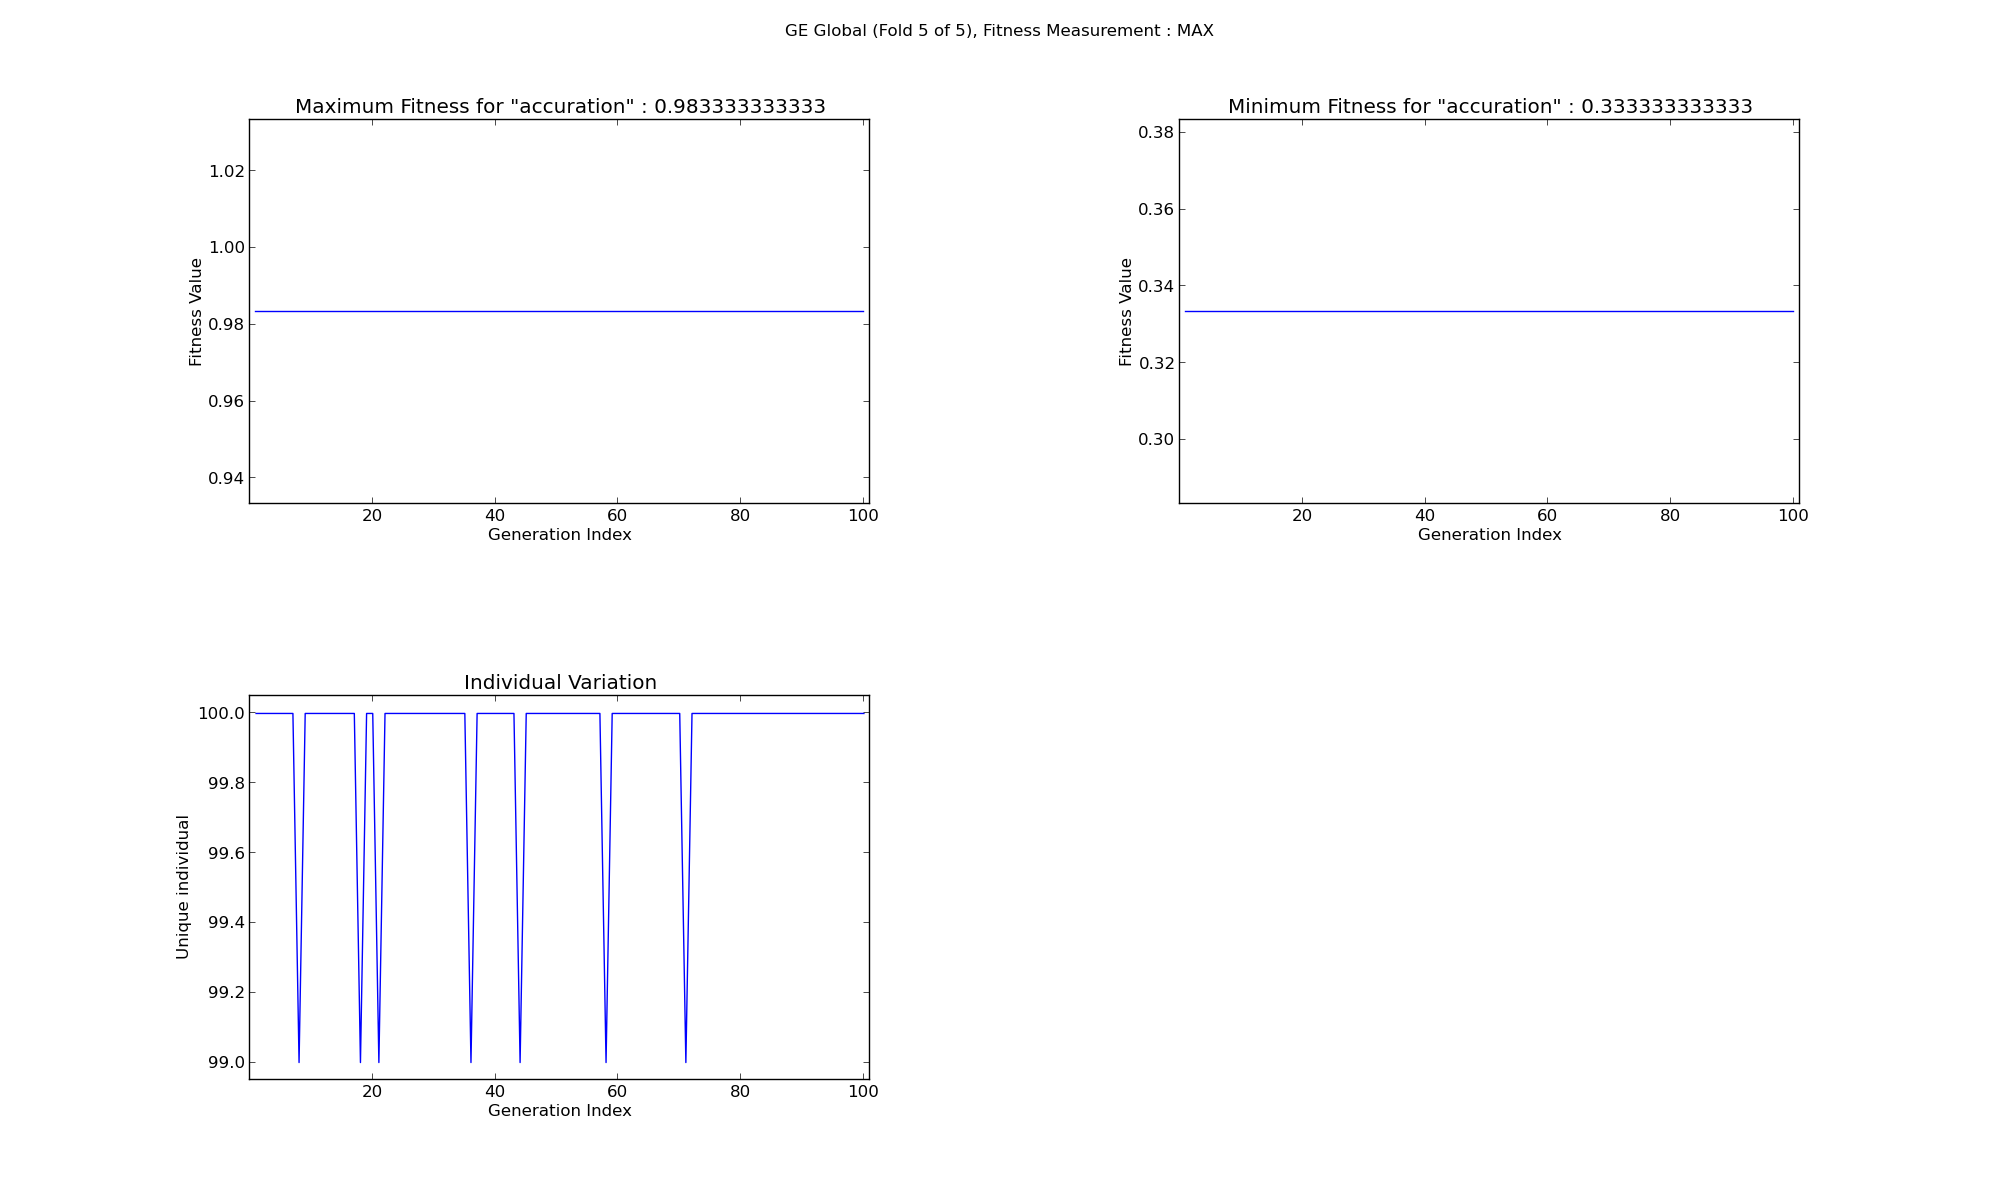 GE Global (Fold 5 of 5), Fitness Measurement : MAX
Maximum Fitness for "accuration" : 0.983333333333
1.02
1.00
0.98
0.96
0.94
Fitness Value
20 40 60 80 100
Generation Index
Minimum Fitness for "accuration" : 0.333333333333
0.38
0.36
0.34
0.32
0.30
Fitness Value
20 40 60 80 100
Generation Index
Individual Variation
100.0
99.8
99.6
99.4
99.2
99.0
Unique individual
20 40 60 80 100
Generation Index